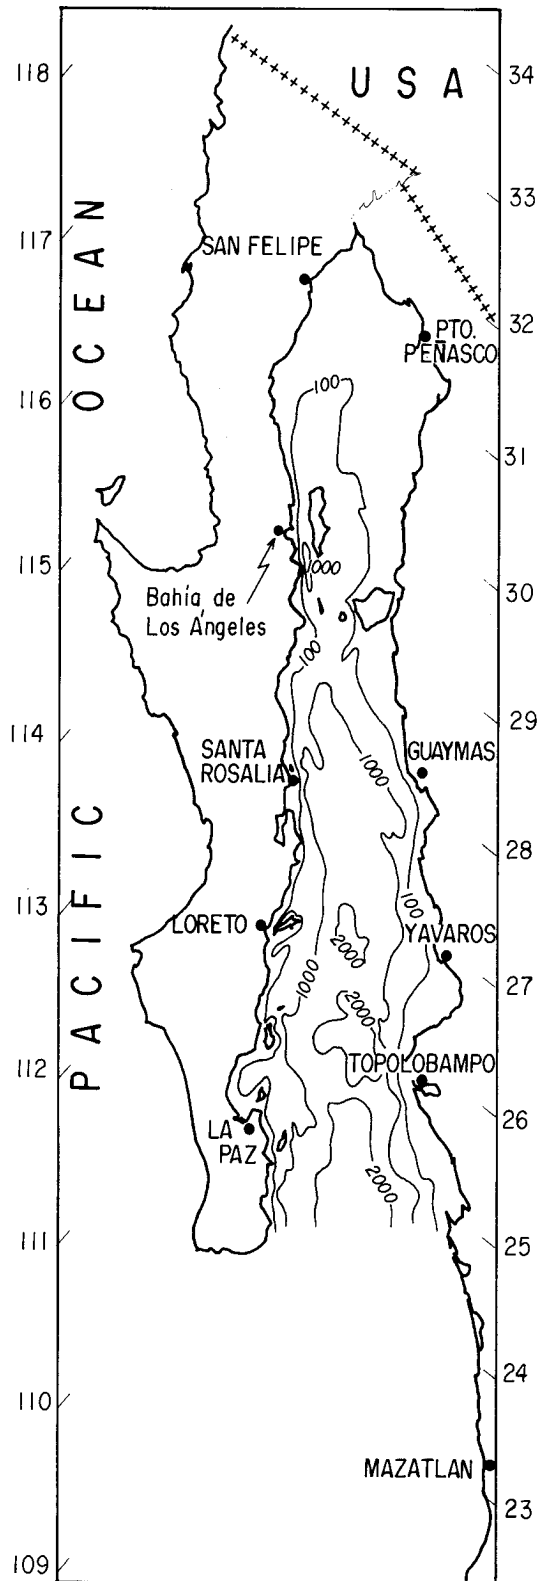 118
34
USA
33
117
OCEAN
SAN FELIPE
32
PTO.
PEÑASCO
116
100
31
115
1000
30
Bahía de
Los Ángeles
100
29
114
GUAYMAS
SANTA
ROSALIA
1000
28
PACIFIC
113
100
LORETO
2000
YAVAROS
1000
27
2000
112
TOPOLOBAMPO
26
LA
PAZ
2000
111
25
24
110
MAZATLAN
23
109